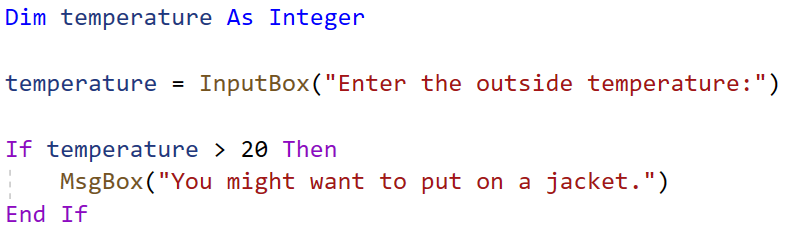 Dim temperature As Integer
temperature = InputBox("Enter the outside temperature:")
If temperature > 20 Then
MsgBox("You might want to put on a jacket.")
End If